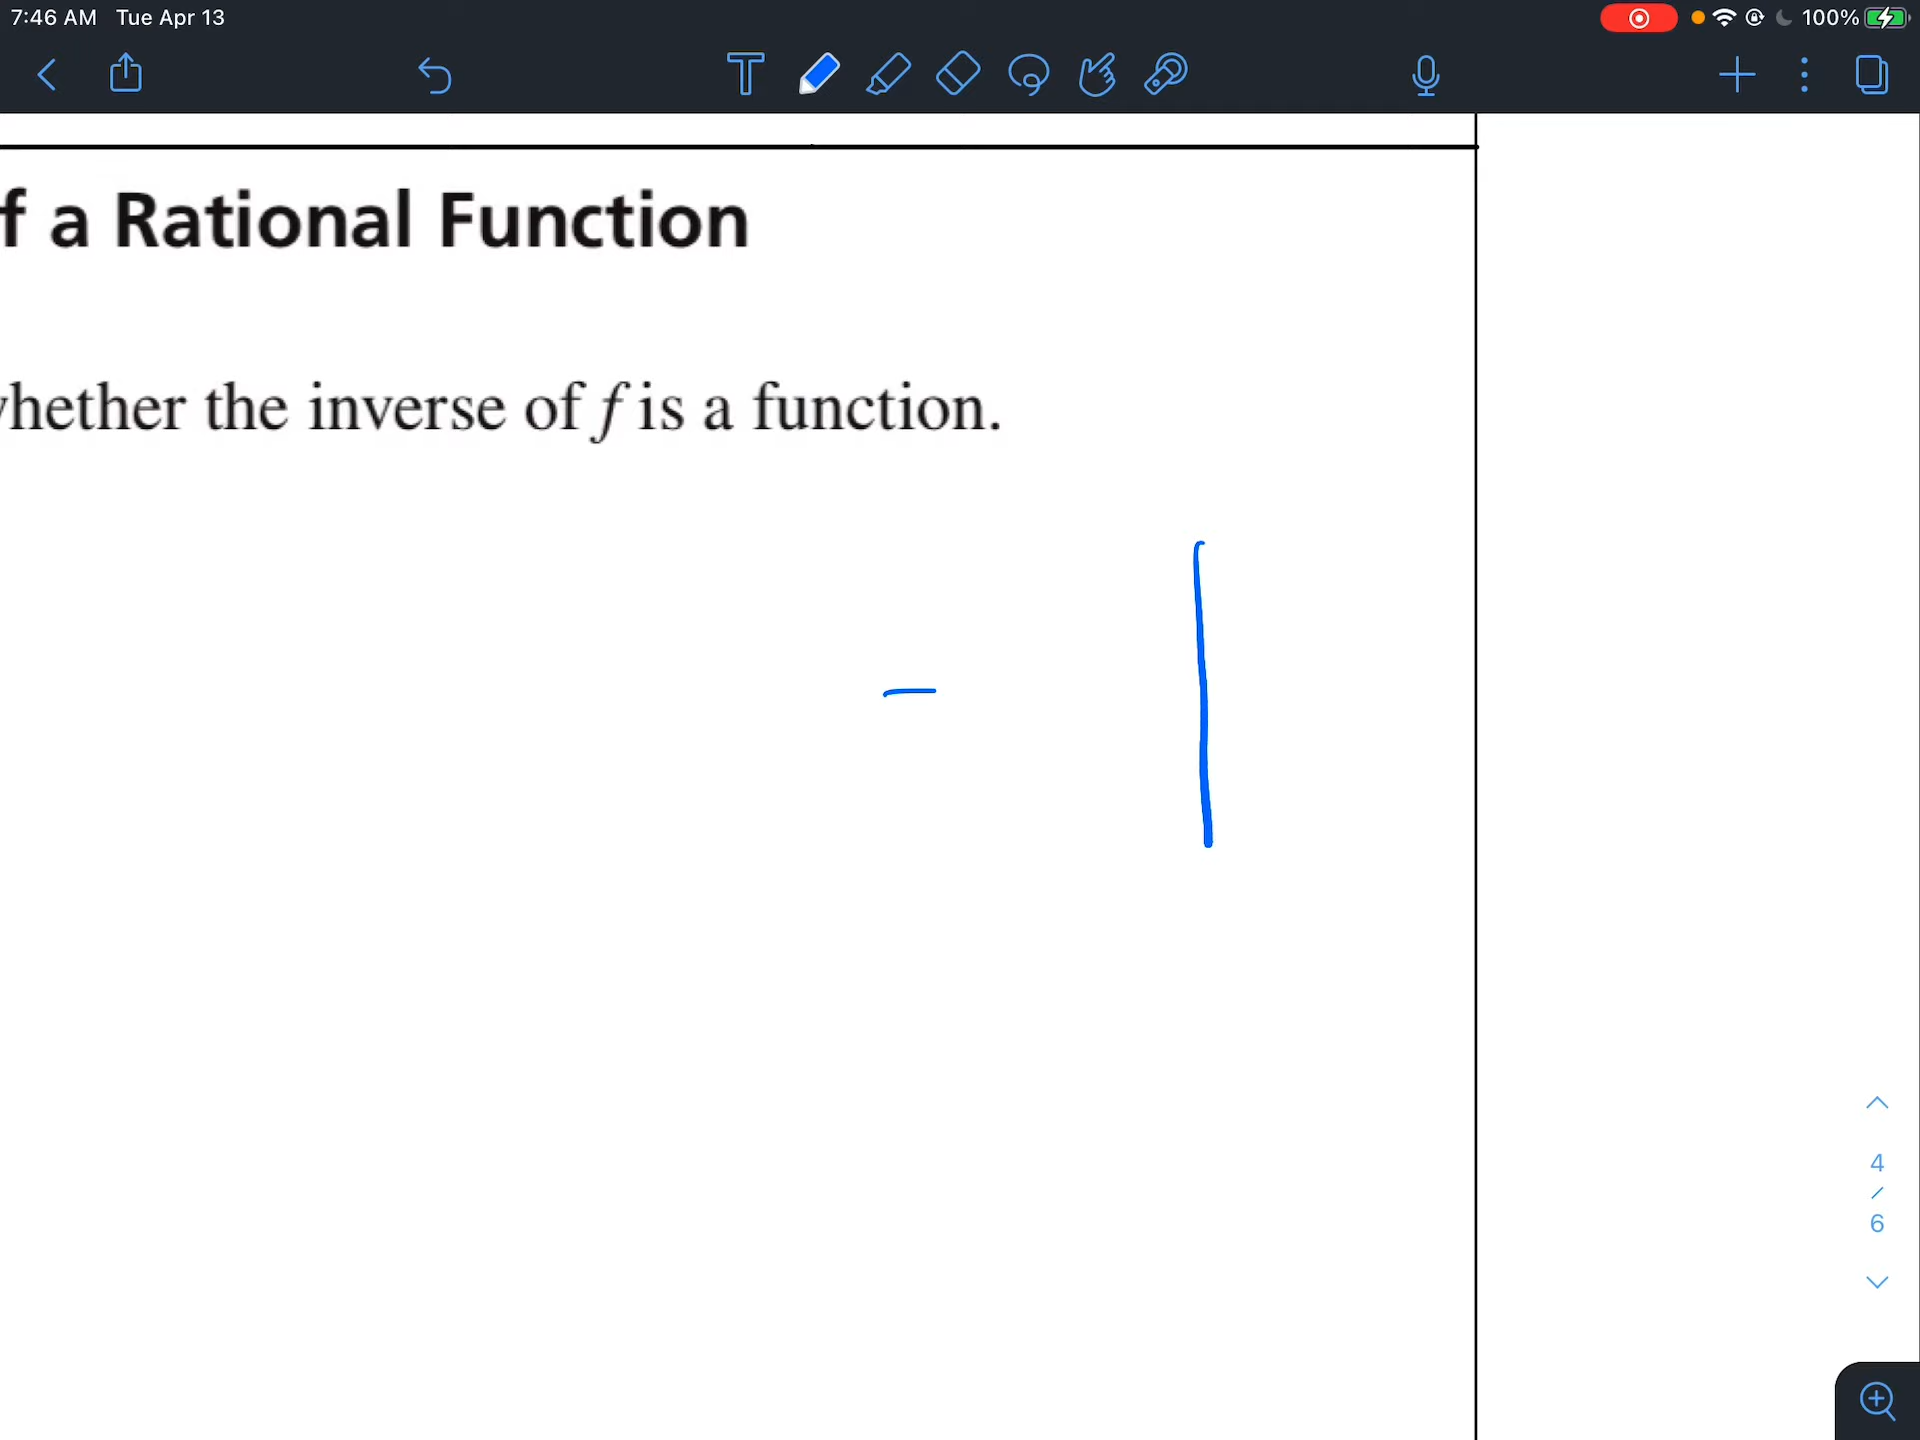 7:46 AM Tue Apr 13
100%
f a Rational Function
hether the inverse of f is a function.
4
/
6